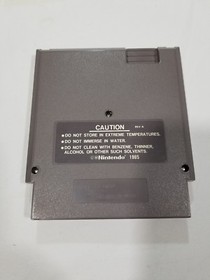 CAUTION REV-A
●DO NOT STORE IN EXTREME TEMPERATURES.
●DO NOT IMMERSE IN WATER.
●DO NOT CLEAN WITH BENZENE, THINNER,
ALCOHOL OR OTHER SUCH SOLVENTS.
©Nintendo® 1985